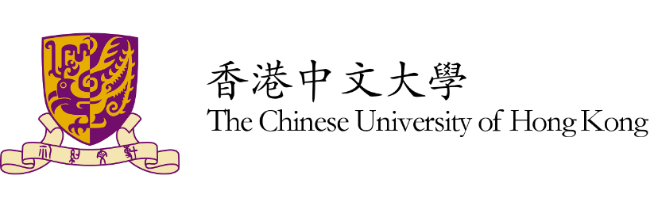 香港中文大學
The Chinese University of Hong Kong